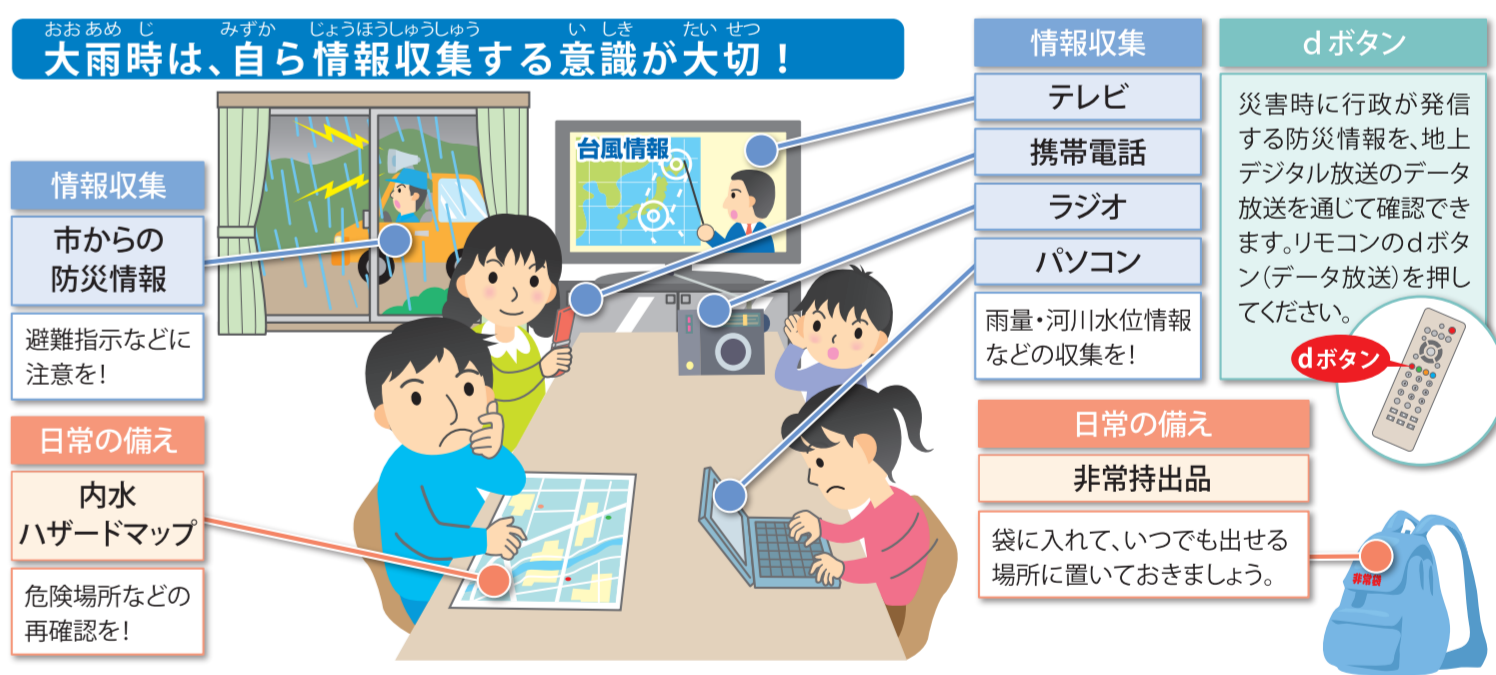 おおあめじ みずか じょうほうしゅうしゅう いしき たいせつ
大雨時は、自ら情報収集する意識が大切！
情報収集
市からの
防災情報
避難指示などに
注意を！
日常の備え
内水
ハザードマップ
危険場所などの
再確認を！
台風情報
情報収集
テレビ
携帯電話
ラジオ
パソコン
雨量・河川水位情報
などの収集を！
dボタン
災害時に行政が発信
する防災情報を、地上
デジタル放送のデータ
放送を通じて確認でき
ます。リモコンのdボタ
ン（データ放送）を押し
てください。
dボタン
日常の備え
非常持出品
袋に入れて、いつでも出せる
場所に置いておきましょう。
非常袋